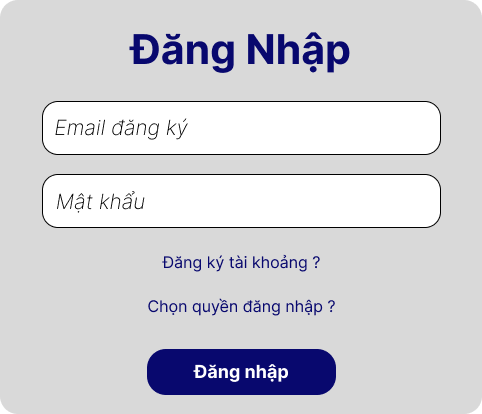 Đăng Nhập
Email đăng ký
Mật khẩu
Đăng ký tài khoảng ?
Chọn quyền đăng nhập ?
Đăng nhập